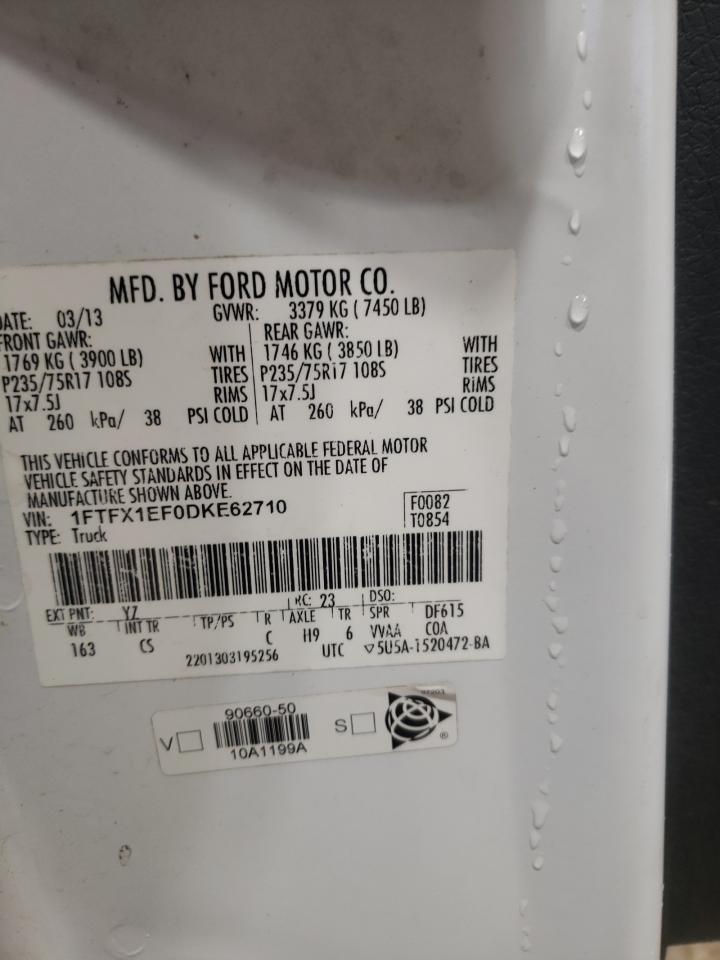 MFD. BY FORD MOTOR CO.
DATE: 03/13 GVWR: 3379 KG ( 7450 LB)
FRONT GAWR: REAR GAWR:
1769 KG ( 3900 LB) WITH 1746 KG ( 3850 LB) WITH
P235/75R17 108S TIRES P235/75R17 108S TIRES
17x7.5J RIMS 17x7.5J RIMS
AT 260 kPa/ 38 PSI COLD AT 260 kPa/ 38 PSI COLD
THIS VEHICLE CONFORMS TO ALL APPLICABLE FEDERAL MOTOR
VEHICLE SAFETY STANDARDS IN EFFECT ON THE DATE OF
MANUFACTURE SHOWN ABOVE.
VIN: 1FTFX1EF0DKE62710 F0082
TYPE: Truck T0854
EXT PNT: YZ RC: 23 DSO:
WB INT TR TP/PS R AXLE TR SPR DF615
163 CS C H9 6 VVAA COA
2201303195256 UTC ▽5U5A-1520472-BA
90660-50
V □ S □
10A1199A ®